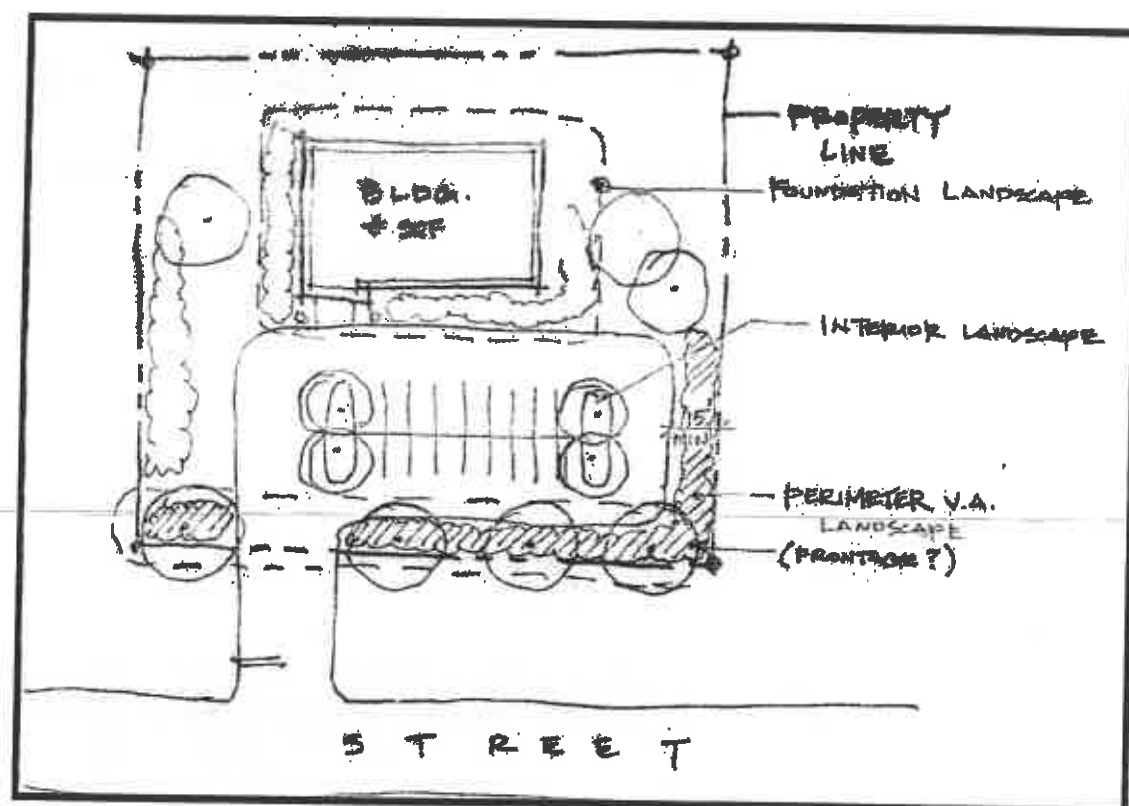 PROPERTY
LINE
BLDG.
# SQF
FOUNDATION LANDSCAPE
INTERIOR LANDSCAPE
15'
MIN
PERIMETER V.A.
LANDSCAPE
(FRONTAGE?)
STREET